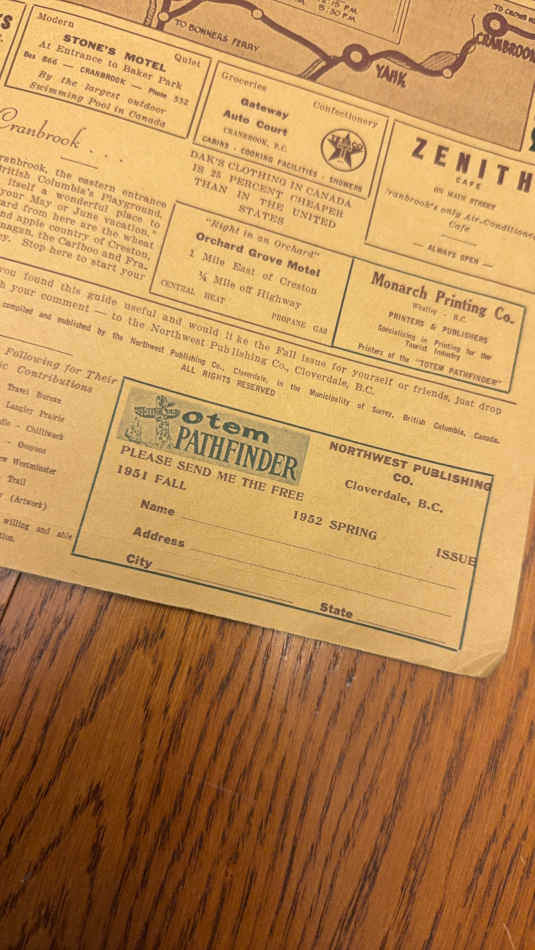 5:30 P.M.
TO BONNERS FERRY
YAHK
CRANBROOK
Modern
Quiet
STONE'S MOTEL
At Entrance to Baker Park
Box 866 — CRANBROOK — Phone 532
By the largest outdoor
Swimming Pool in Canada
Groceries
Confectionery
Gateway
Auto Court
CRANBROOK, B.C.
CABINS - COOKING FACILITIES - SHOWERS
ZENITH
CAFE
ON MAIN STREET
Cranbrook's only Air-Conditioned
Cafe
— ALWAYS OPEN —
Cranbrook . . .
Cranbrook, the eastern entrance
British Columbia's Playground,
itself a wonderful place to
your May or June vacation.
from here are the wheat
and apple country of Creston,
the Cariboo and Fra-
Stop here to start your
DAK'S CLOTHING IN CANADA
IS 25 PERCENT CHEAPER
THAN IN THE UNITED
STATES
"Right in an Orchard"
Orchard Grove Motel
1 Mile East of Creston
¼ Mile off Highway
CENTRAL HEAT
PROPANE GAS
Monarch Printing Co.
B.C.
PRINTERS & PUBLISHERS
Specializing in Printing for the
Tourist Industry
Printers of the "TOTEM PATHFINDER"
you found this guide useful and would like the Fall issue for yourself or friends, just drop
your comment — to the Northwest Publishing Co., Cloverdale, B.C.
compiled and published by the Northwest Publishing Co., Cloverdale, in the Municipality of Surrey, British Columbia, Canada.
ALL RIGHTS RESERVED
Following for Their
Contributions
Travel Bureau
Langley Prairie
- Chilliwack
- Osoyoos
New Westminster
Trail
(Artwork)
willing and able
Totem
PATHFINDER
NORTHWEST PUBLISHING
CO.
Cloverdale, B.C.
PLEASE SEND ME THE FREE
1951 FALL
1952 SPRING
ISSUE
Name
Address
City
State